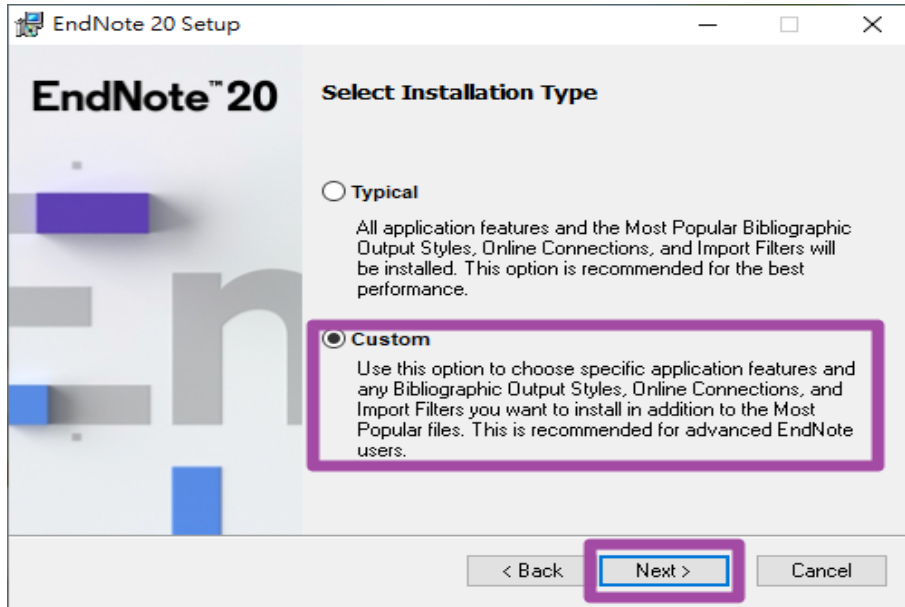 EndNote 20 Setup
EndNote™20
Select Installation Type
Typical
All application features and the Most Popular Bibliographic
Output Styles, Online Connections, and Import Filters will
be installed. This option is recommended for the best
performance.
Custom
Use this option to choose specific application features and
any Bibliographic Output Styles, Online Connections, and
Import Filters you want to install in addition to the Most
Popular files. This is recommended for advanced EndNote
users.
En
< Back
Next >
Cancel